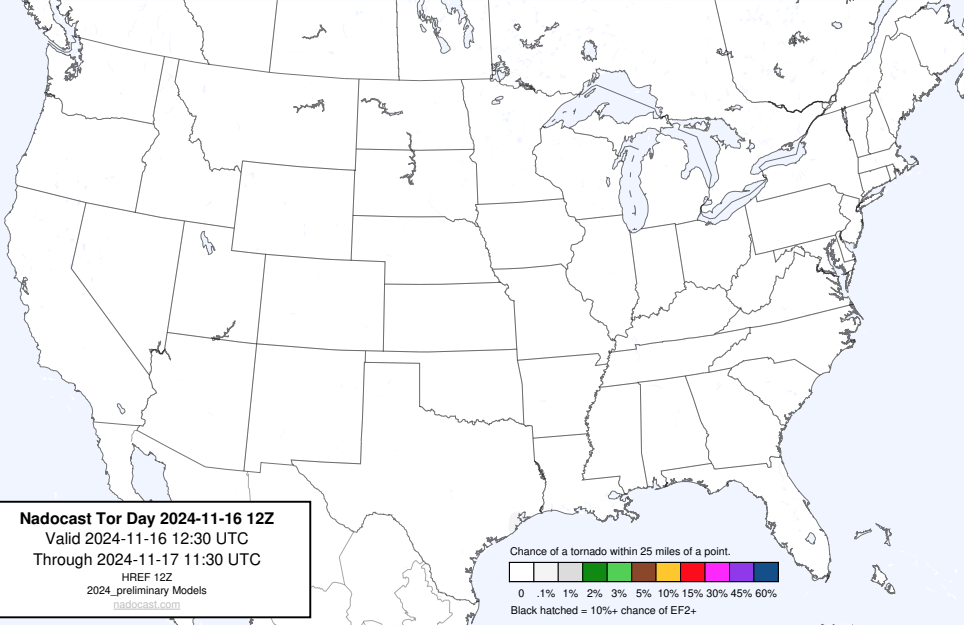 Nadocast Tor Day 2024-11-16 12Z
Valid 2024-11-16 12:30 UTC
Through 2024-11-17 11:30 UTC
HREF 12Z
2024_preliminary Models
nadocast.com
Chance of a tornado within 25 miles of a point.
0 .1% 1% 2% 3% 5% 10% 15% 30% 45% 60%
Black hatched = 10%+ chance of EF2+